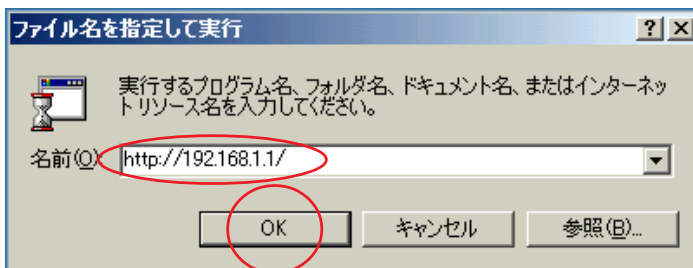 ファイル名を指定して実行
実行するプログラム名、フォルダ名、ドキュメント名、またはインターネッ
トリソース名を入力してください。
名前(O): http://192.168.1.1/
OK キャンセル 参照(B)...